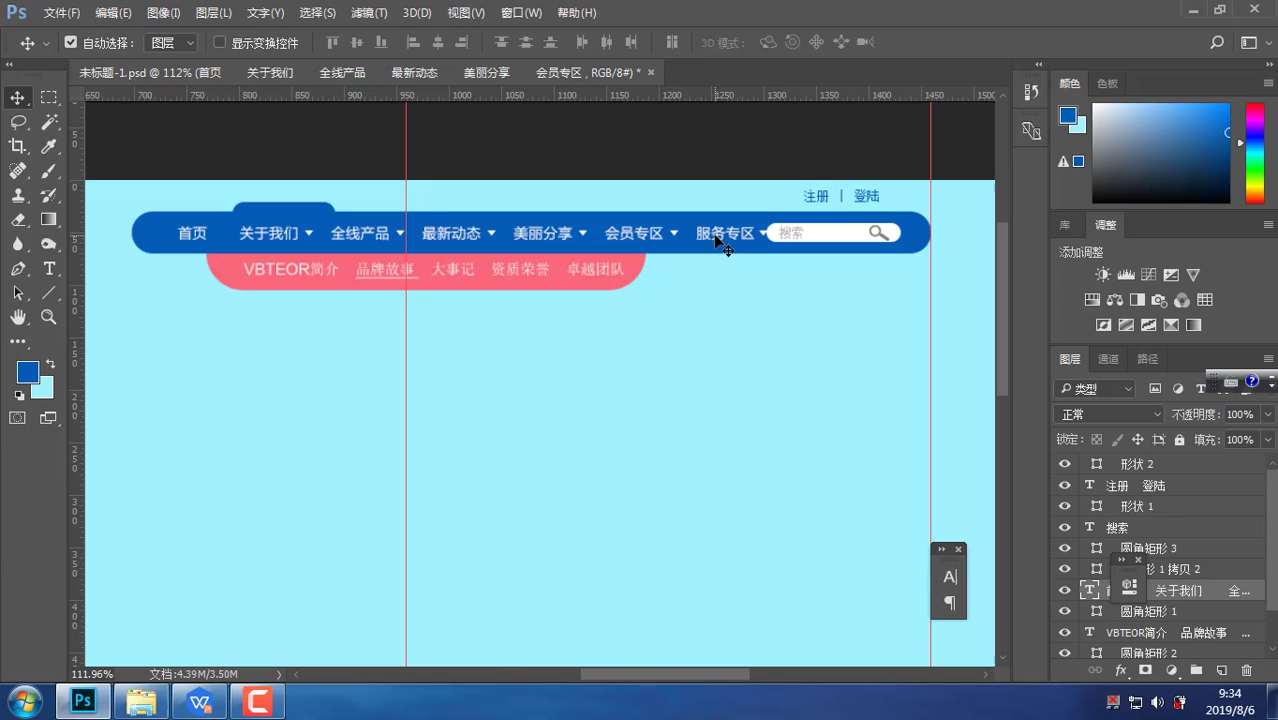 Ps 文件(F) 编辑(E) 图像(I) 图层(L) 文字(Y) 选择(S) 滤镜(T) 3D(D) 视图(V) 窗口(W) 帮助(H)
自动选择： 图层 显示变换控件 3D 模式：
未标题-1.psd @ 112% (首页 关于我们 全线产品 最新动态 美丽分享 会员专区 , RGB/8#) * ×
颜色 色板
650 700 750 800 850 900 950 1000 1050 1100 1150 1200 1250 1300 1350 1400 1450 1500
注册 | 登陆
首页 关于我们 全线产品 最新动态 美丽分享 会员专区 服务专区 搜索
VBTEOR简介 品牌故事 大事记 资质荣誉 卓越团队
库 调整
添加调整
图层 通道 路径
类型
正常 不透明度： 100%
锁定： 填充： 100%
形状 2
注册 登陆
形状 1
搜索
圆角矩形 3
形 1 拷贝 2
关于我们 全...
圆角矩形 1
VBTEOR简介 品牌故事 ...
圆角矩形 2
111.96% 文档:4.39M/3.50M
Ps
9:34
2019/8/6